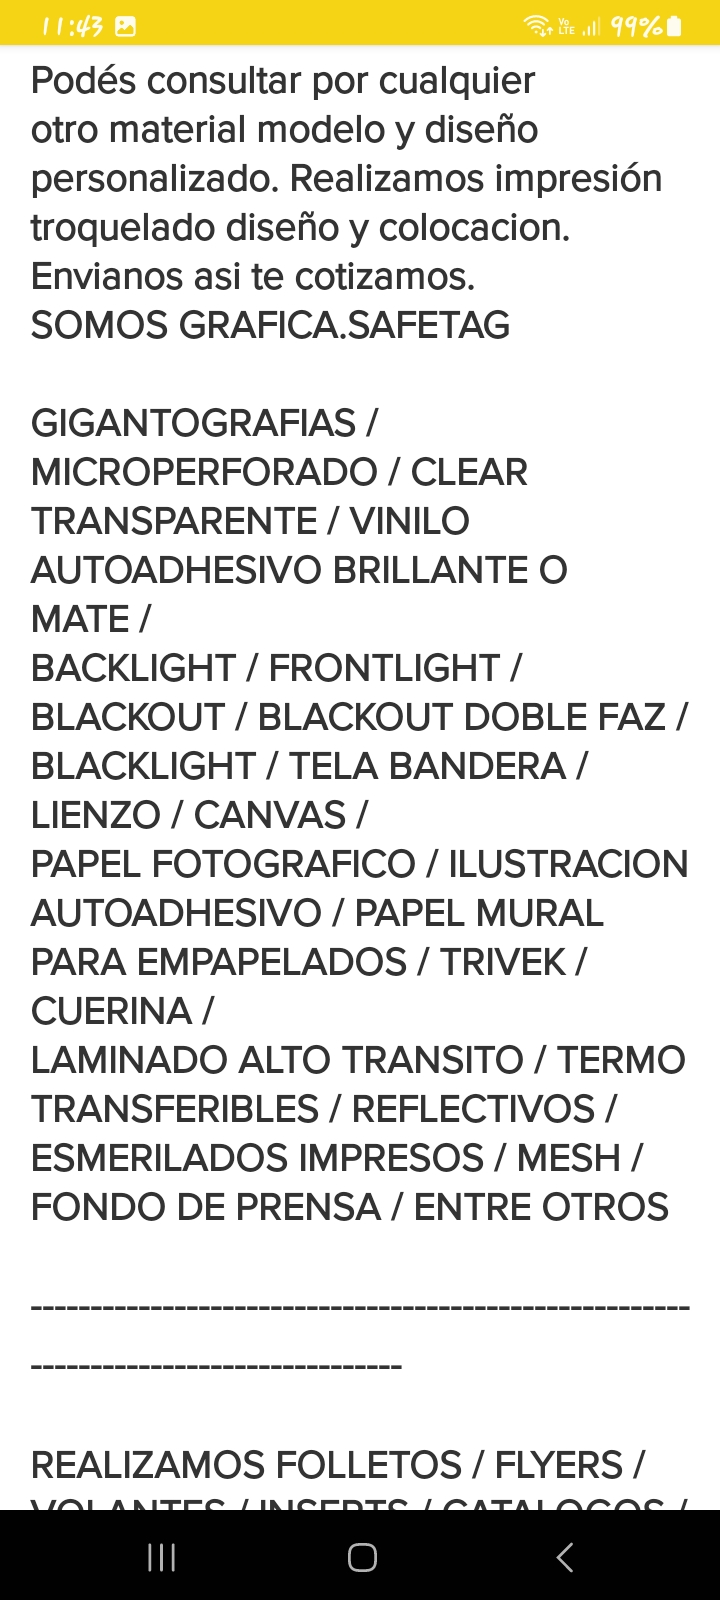 11:43
Vo
LTE
99%
Podés consultar por cualquier
otro material modelo y diseño
personalizado. Realizamos impresión
troquelado diseño y colocacion.
Envianos asi te cotizamos.
SOMOS GRAFICA.SAFETAG
GIGANTOGRAFIAS /
MICROPERFORADO / CLEAR
TRANSPARENTE / VINILO
AUTOADHESIVO BRILLANTE O
MATE /
BACKLIGHT / FRONTLIGHT /
BLACKOUT / BLACKOUT DOBLE FAZ /
BLACKLIGHT / TELA BANDERA /
LIENZO / CANVAS /
PAPEL FOTOGRAFICO / ILUSTRACION
AUTOADHESIVO / PAPEL MURAL
PARA EMPAPELADOS / TRIVEK /
CUERINA /
LAMINADO ALTO TRANSITO / TERMO
TRANSFERIBLES / REFLECTIVOS /
ESMERILADOS IMPRESOS / MESH /
FONDO DE PRENSA / ENTRE OTROS
-------------------------------------------------------
-------------------------------
REALIZAMOS FOLLETOS / FLYERS /
VOLANTES / INSERTS / CATALOGOS /